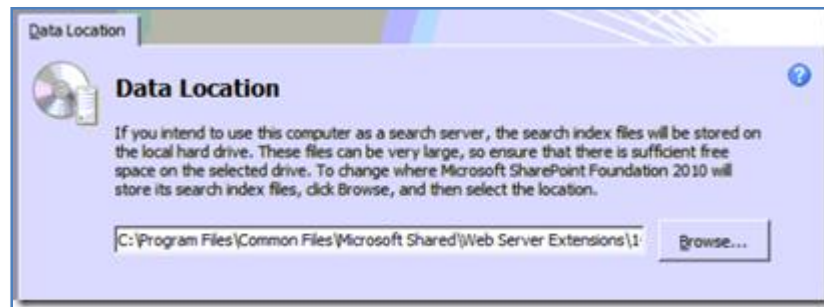 Data Location
Data Location
If you intend to use this computer as a search server, the search index files will be stored on
the local hard drive. These files can be very large, so ensure that there is sufficient free
space on the selected drive. To change where Microsoft SharePoint Foundation 2010 will
store its search index files, click Browse, and then select the location.
C:\Program Files\Common Files\Microsoft Shared\Web Server Extensions\1
Browse...